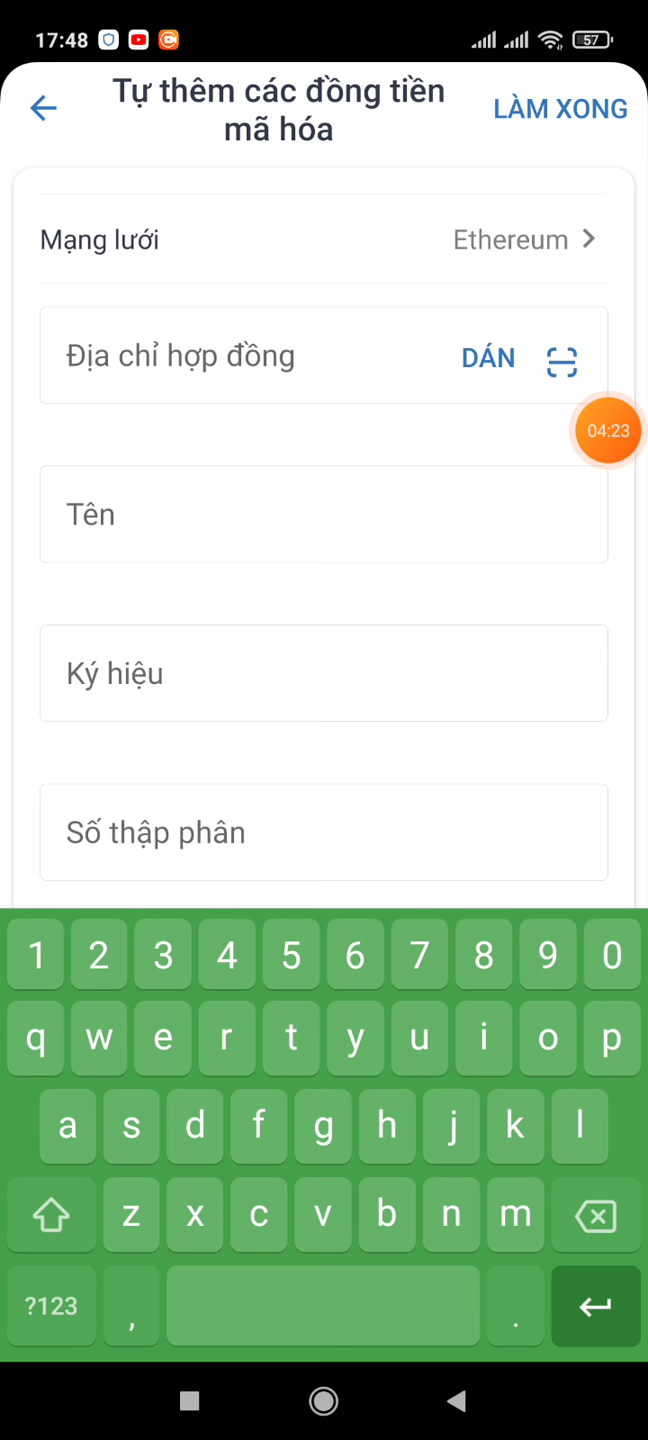 17:48
57
Tự thêm các đồng tiền
mã hóa
LÀM XONG
Mạng lưới
Ethereum
Địa chỉ hợp đồng
DÁN
04:23
Tên
Ký hiệu
Số thập phân
1 2 3 4 5 6 7 8 9 0
q w e r t y u i o p
a s d f g h j k l
z x c v b n m
?123 , .